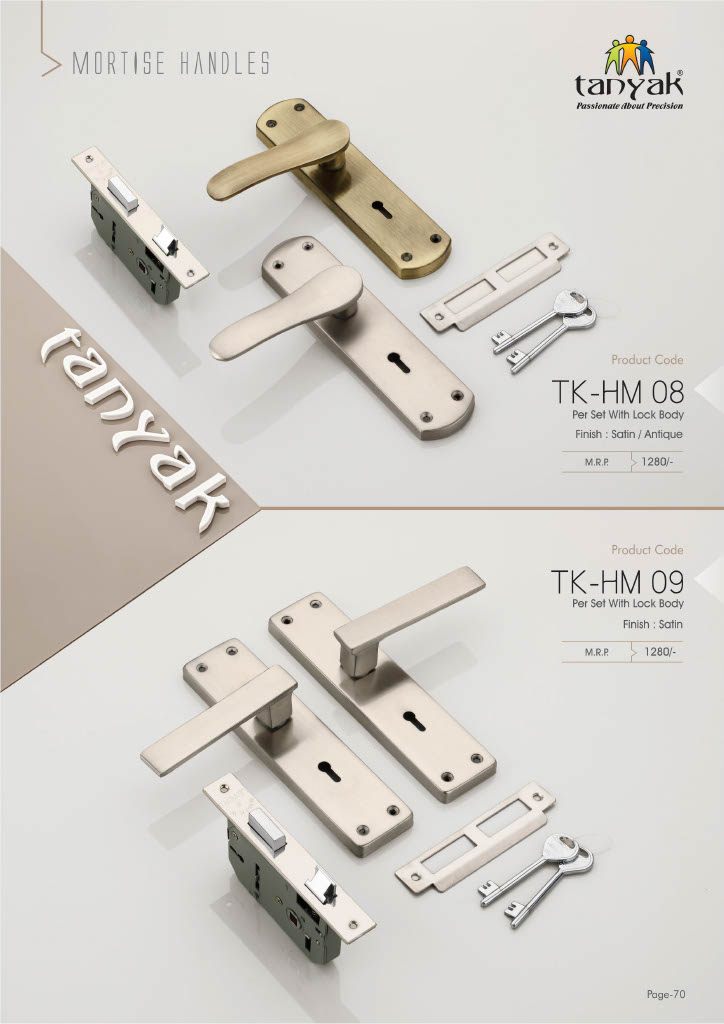 MORTISE HANDLES
tanyak®
Passionate About Precision
tanyak
Product Code
TK-HM 08
Per Set With Lock Body
Finish : Satin / Antique
M.R.P. 1280/-
Product Code
TK-HM 09
Per Set With Lock Body
Finish : Satin
M.R.P. 1280/-
Page-70